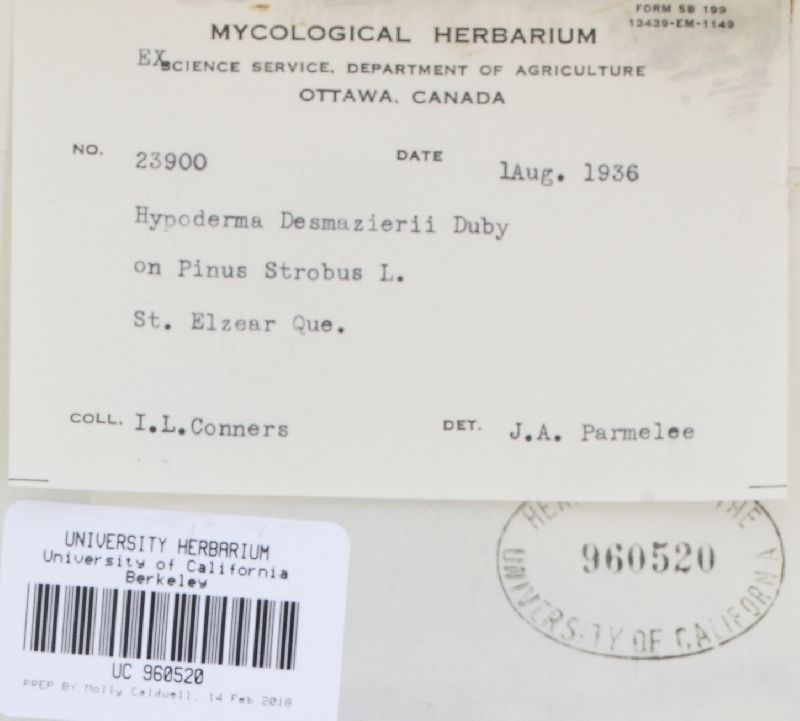 FORM SB 199
13439-EM-1149
MYCOLOGICAL HERBARIUM
EX SCIENCE SERVICE, DEPARTMENT OF AGRICULTURE
OTTAWA, CANADA
NO. 23900 DATE 1Aug. 1936
Hypoderma Desmazierii Duby
on Pinus Strobus L.
St. Elzear Que.
COLL. I.L.Conners DET. J.A. Parmelee
THE
960520
UNIVERSITY OF CALIFORNIA
UNIVERSITY HERBARIUM
University of California
Berkeley
UC 960520
PREP BY Molly Caldwell, 14 Feb 2018